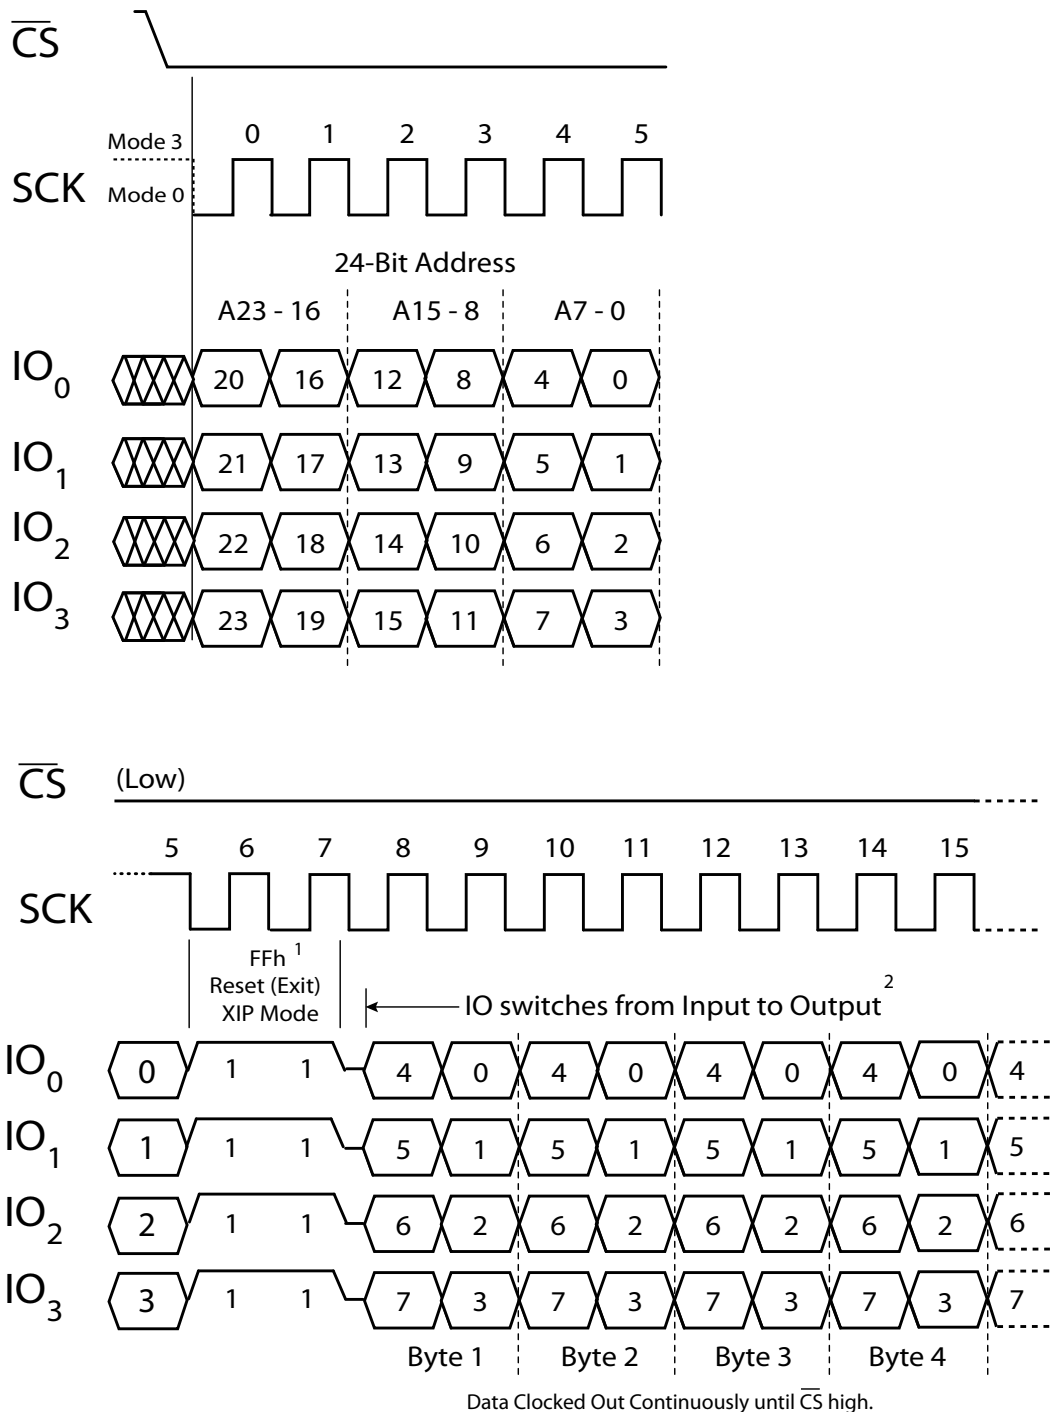 CS
0 1 2 3 4 5
Mode 3
SCK
Mode 0
24-Bit Address
A23 - 16 A15 - 8 A7 - 0
IO0 20 16 12 8 4 0
IO1 21 17 13 9 5 1
IO2 22 18 14 10 6 2
IO3 23 19 15 11 7 3
CS (Low)
5 6 7 8 9 10 11 12 13 14 15
SCK
FFh 1
Reset (Exit)
XIP Mode
IO switches from Input to Output 2
IO0 0 1 1 4 0 4 0 4 0 4 0 4
IO1 1 1 1 5 1 5 1 5 1 5 1 5
IO2 2 1 1 6 2 6 2 6 2 6 2 6
IO3 3 1 1 7 3 7 3 7 3 7 3 7
Byte 1 Byte 2 Byte 3 Byte 4
Data Clocked Out Continuously until CS high.